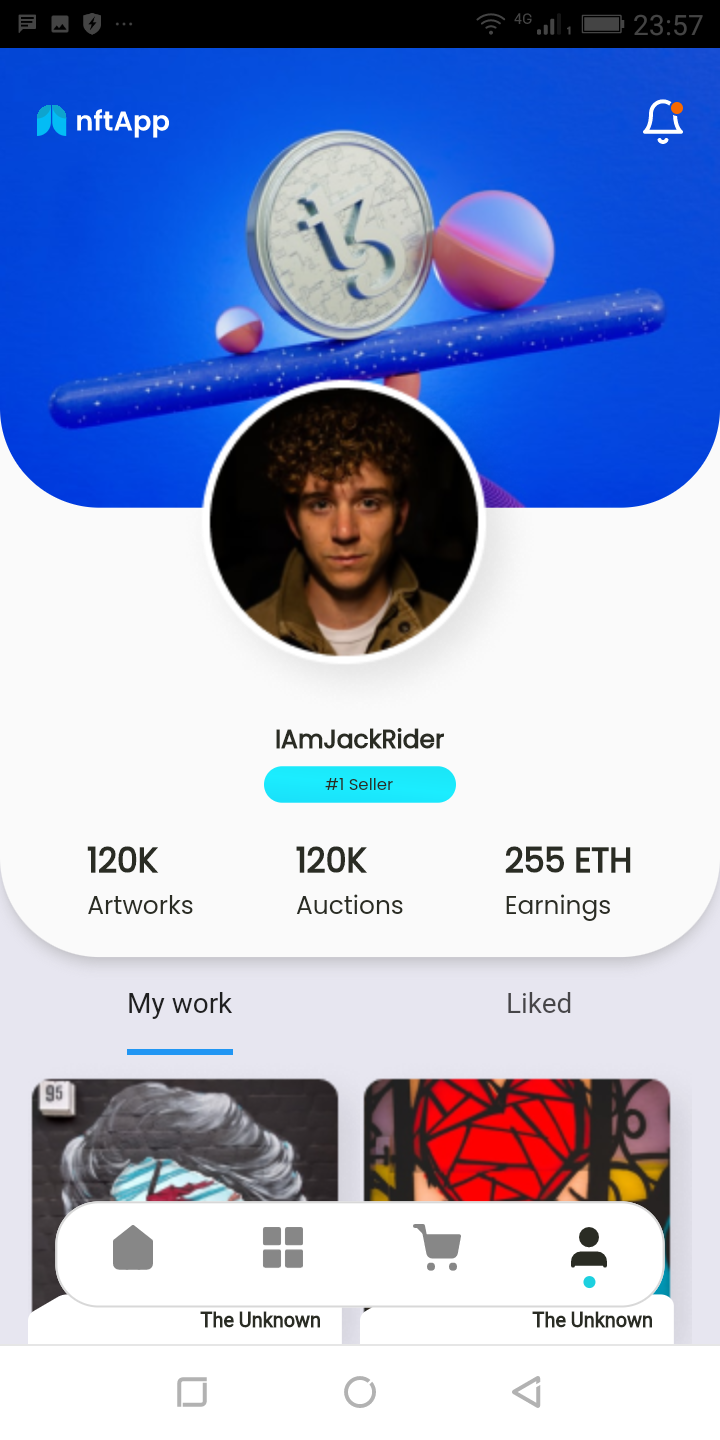 4G 1 23:57
nftApp
IAmJackRider
#1 Seller
120K 120K 255 ETH
Artworks Auctions Earnings
My work Liked
95
The Unknown The Unknown